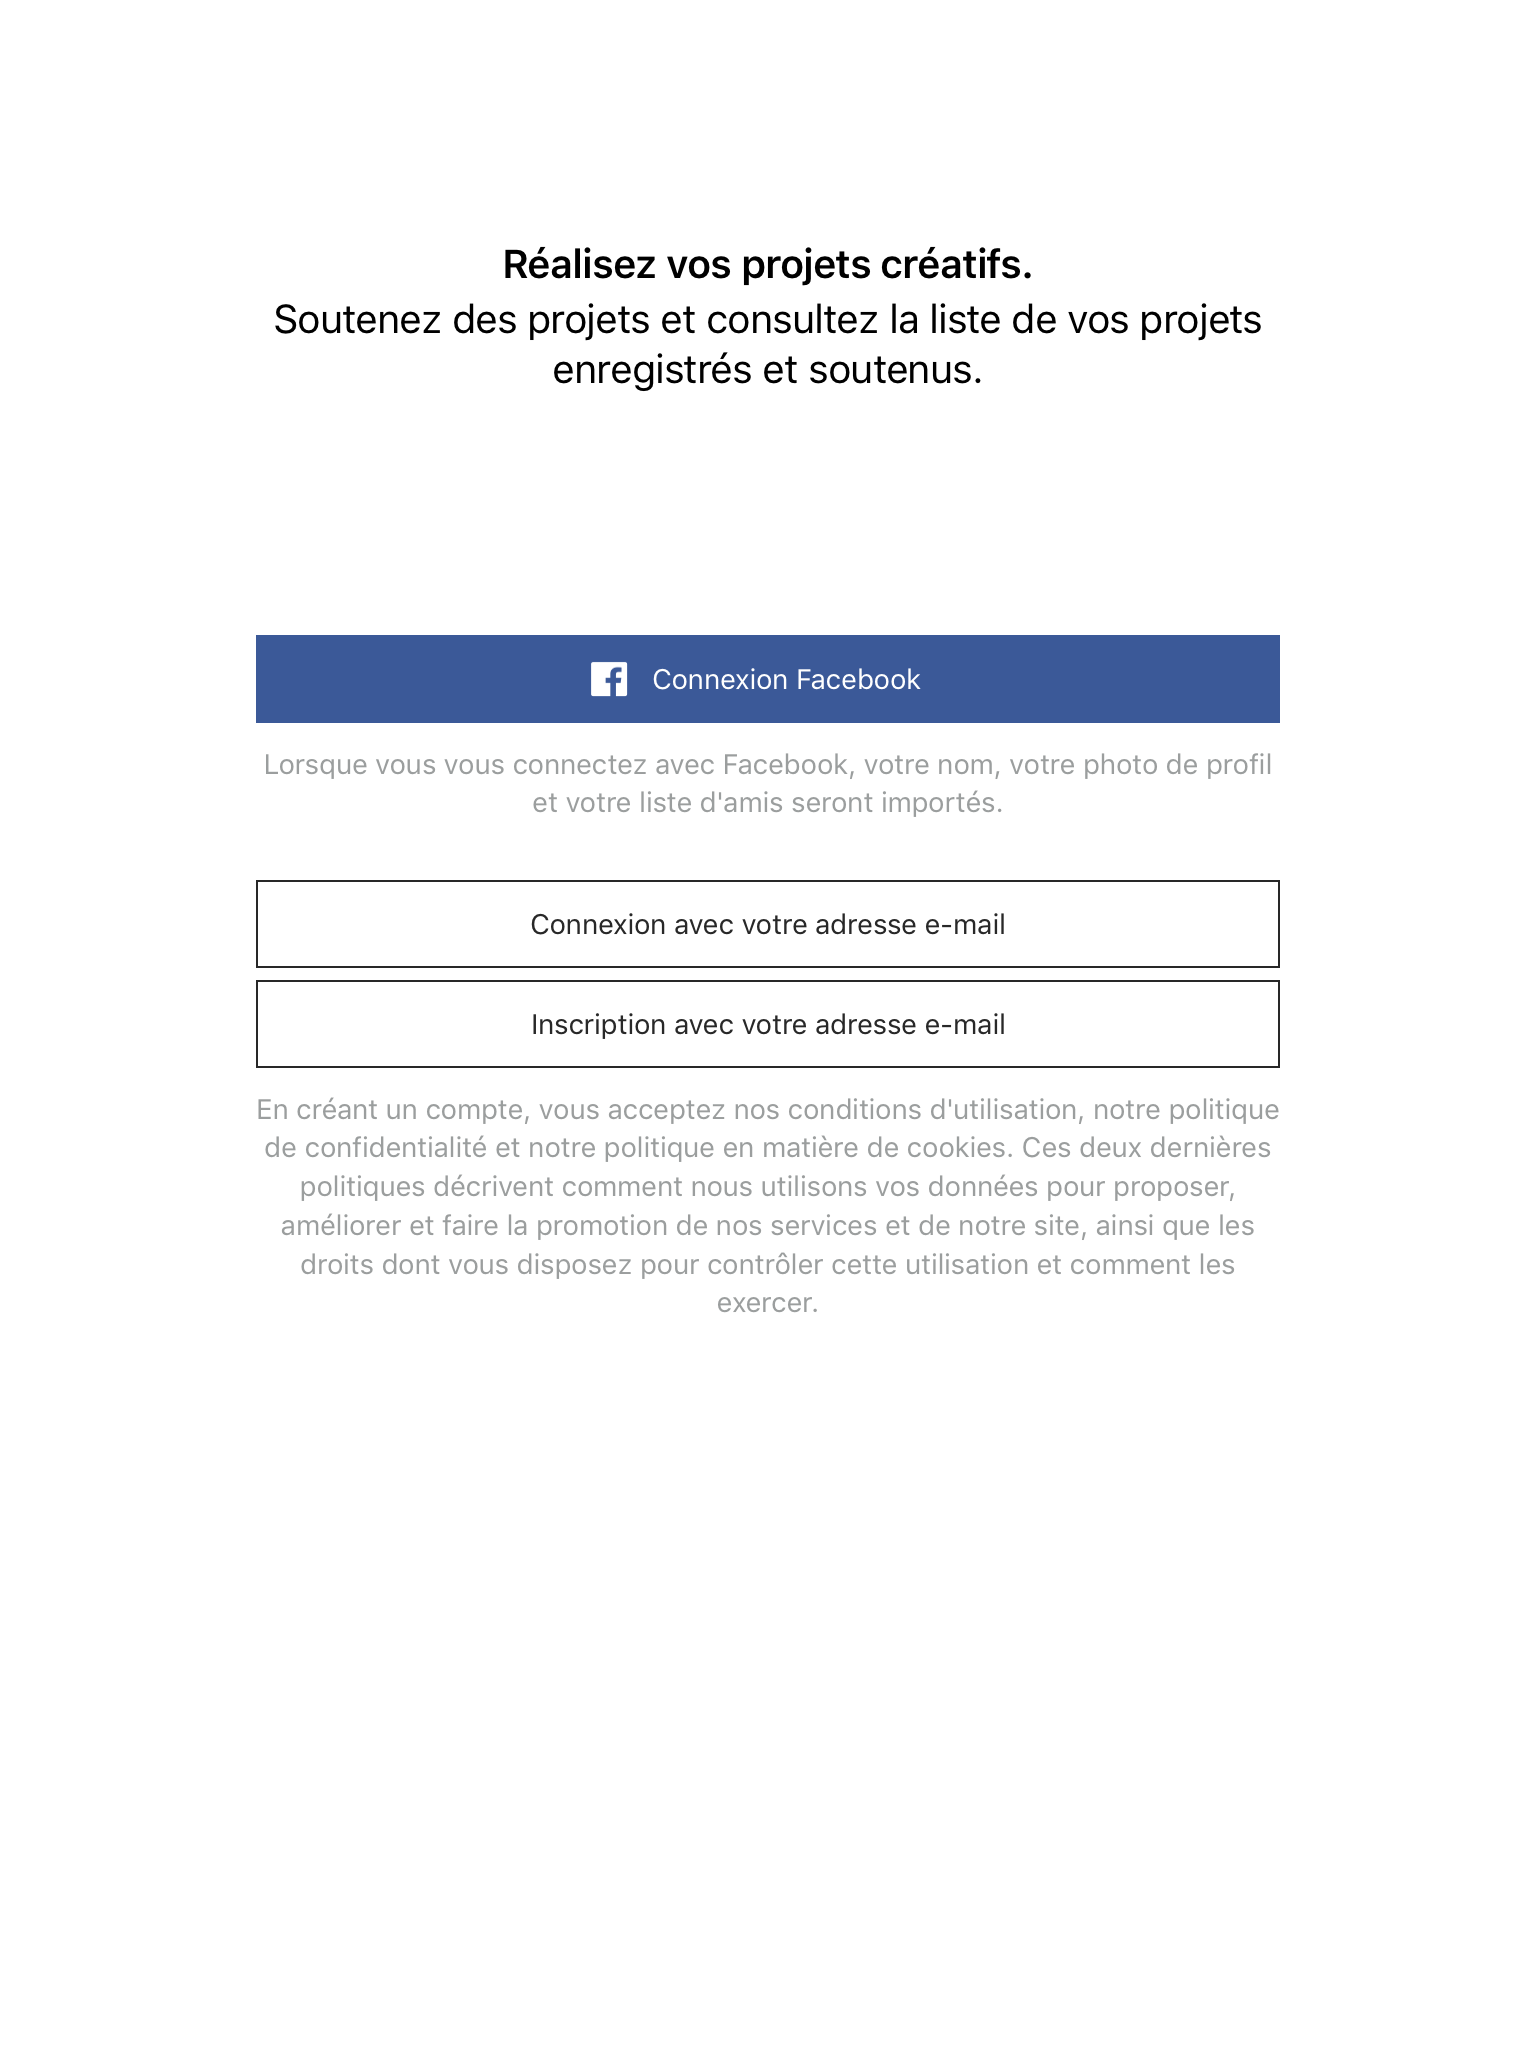 Réalisez vos projets créatifs.
Soutenez des projets et consultez la liste de vos projets
enregistrés et soutenus.
Connexion Facebook
Lorsque vous vous connectez avec Facebook, votre nom, votre photo de profil
et votre liste d'amis seront importés.
Connexion avec votre adresse e-mail
Inscription avec votre adresse e-mail
En créant un compte, vous acceptez nos conditions d'utilisation, notre politique
de confidentialité et notre politique en matière de cookies. Ces deux dernières
politiques décrivent comment nous utilisons vos données pour proposer,
améliorer et faire la promotion de nos services et de notre site, ainsi que les
droits dont vous disposez pour contrôler cette utilisation et comment les
exercer.